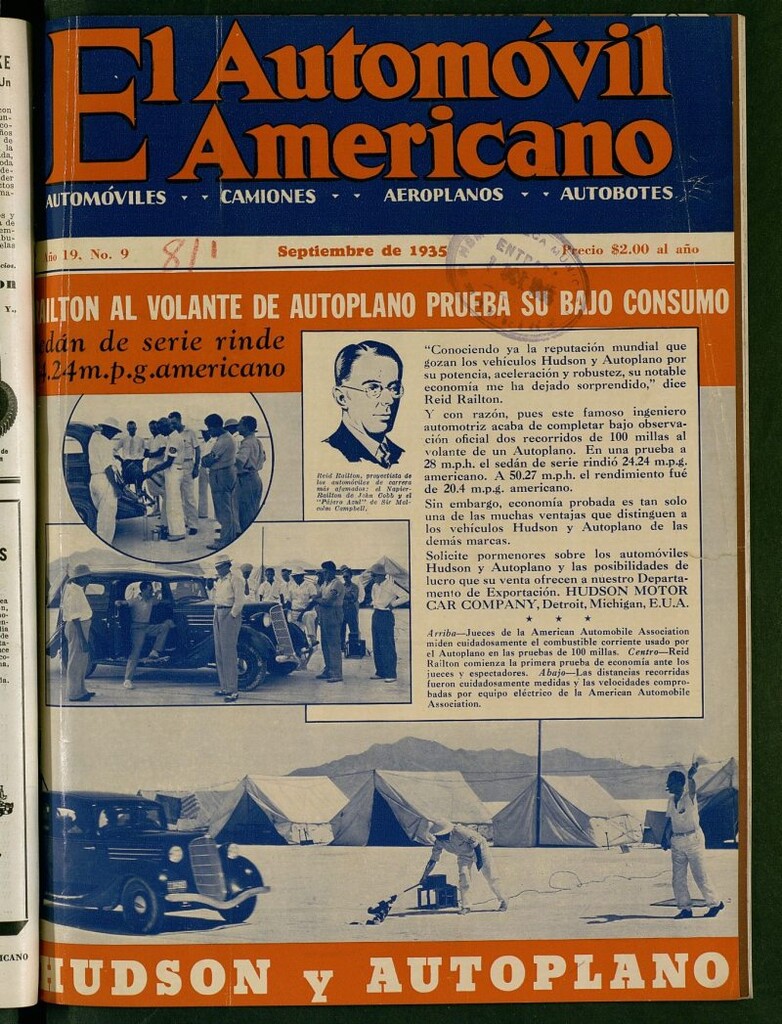 El Automóvil
Americano
AUTOMÓVILES - - CAMIONES - - AEROPLANOS - - AUTOBOTES
19, No. 9
8/1
Septiembre de 1935
Precio $2.00 al año
AILTON AL VOLANTE DE AUTOPLANO PRUEBA SU BAJO CONSUMO
edán de serie rinde
4.24 m.p.g. americano
Reid Railton, proyectista de
los automóviles de carrera
más afamados: el Napier-
Railton de John Cobb y el
"Pájaro Azul" de Sir Mal-
colm Campbell.
"Conociendo ya la reputación mundial que
gozan los vehículos Hudson y Autoplano por
su potencia, aceleración y robustez, su notable
economía me ha dejado sorprendido," dice
Reid Railton.
Y con razón, pues este famoso ingeniero
automotriz acaba de completar bajo observa-
ción oficial dos recorridos de 100 millas al
volante de un Autoplano. En una prueba a
28 m.p.h. el sedán de serie rindió 24.24 m.p.g.
americano. A 50.27 m.p.h. el rendimiento fué
de 20.4 m.p.g. americano.
Sin embargo, economía probada es tan solo
una de las muchas ventajas que distinguen a
los vehículos Hudson y Autoplano de las
demás marcas.
Solicite pormenores sobre los automóviles
Hudson y Autoplano y las posibilidades de
lucro que su venta ofrecen a nuestro Departa-
mento de Exportación. HUDSON MOTOR
CAR COMPANY, Detroit, Michigan, E.U.A.
Arriba—Jueces de la American Automobile Association
miden cuidadosamente el combustible corriente usado por
el Autoplano en las pruebas de 100 millas. Centro—Reid
Railton comienza la primera prueba de economía ante los
jueces y espectadores. Abajo—Las distancias recorridas
fueron cuidadosamente medidas y las velocidades compro-
badas por equipo eléctrico de la American Automobile
Association.
HUDSON y AUTOPLANO